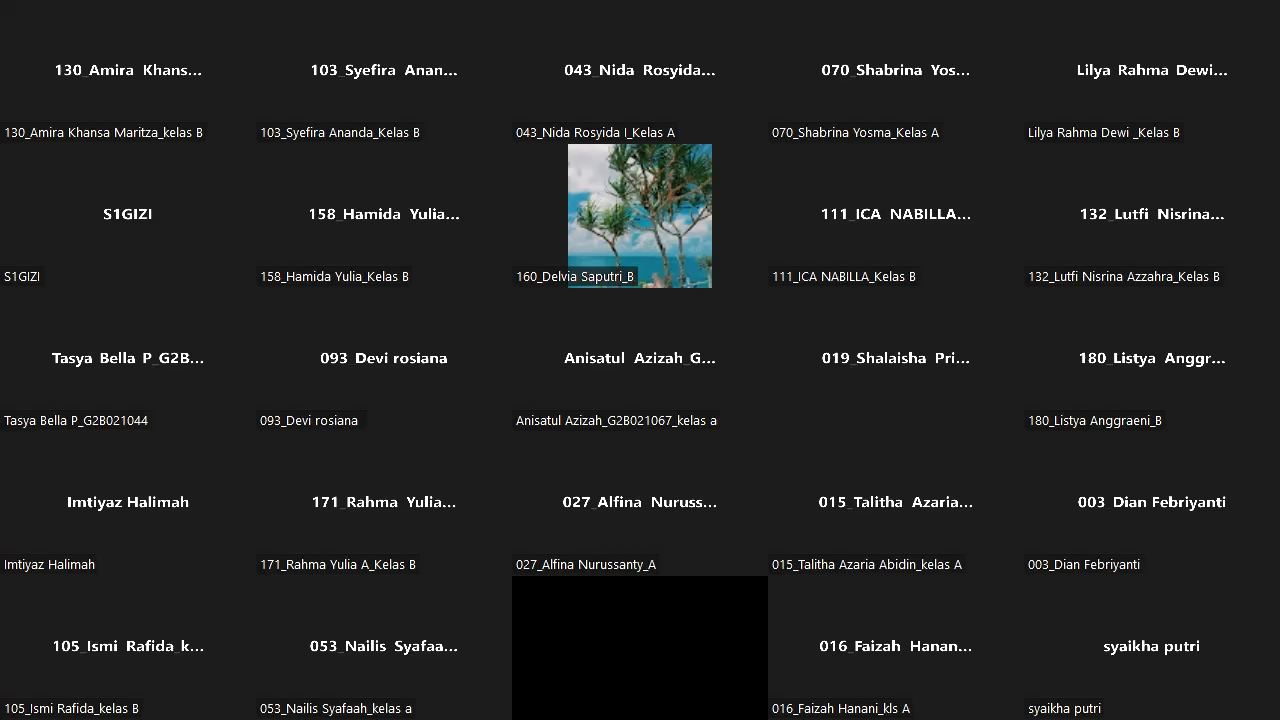 130_Amira Khans...
103_Syefira Anan...
043_Nida Rosyida...
070_Shabrina Yos...
Lilya Rahma Dewi...
130_Amira Khansa Maritza_kelas B
103_Syefira Ananda_Kelas B
043_Nida Rosyida I_Kelas A
070_Shabrina Yosma_Kelas A
Lilya Rahma Dewi _Kelas B
S1GIZI
158_Hamida Yulia...
111_ICA NABILLA...
132_Lutfi Nisrina...
S1GIZI
158_Hamida Yulia_Kelas B
160_Delvia Saputri_B
111_ICA NABILLA_Kelas B
132_Lutfi Nisrina Azzahra_Kelas B
Tasya Bella P_G2B...
093_Devi rosiana
Anisatul Azizah_G...
019_Shalaisha Pri...
180_Listya Anggr...
Tasya Bella P_G2B021044
093_Devi rosiana
Anisatul Azizah_G2B021067_kelas a
180_Listya Anggraeni_B
Imtiyaz Halimah
171_Rahma Yulia...
027_Alfina Nuruss...
015_Talitha Azaria...
003_Dian Febriyanti
Imtiyaz Halimah
171_Rahma Yulia A_Kelas B
027_Alfina Nurussanty_A
015_Talitha Azaria Abidin_kelas A
003_Dian Febriyanti
105_Ismi Rafida_k...
053_Nailis Syafaa...
016_Faizah Hanan...
syaikha putri
105_Ismi Rafida_kelas B
053_Nailis Syafaah_kelas a
016_Faizah Hanani_kls A
syaikha putri